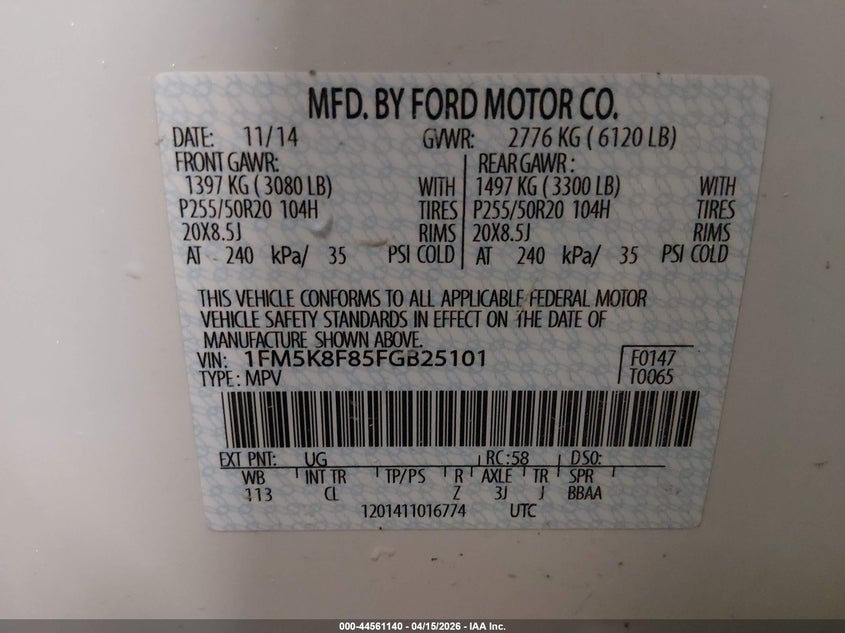 MFD. BY FORD MOTOR CO.
DATE: 11/14 GVWR: 2776 KG ( 6120 LB)
FRONT GAWR: REAR GAWR :
1397 KG ( 3080 LB) WITH 1497 KG ( 3300 LB) WITH
P255/50R20 104H TIRES P255/50R20 104H TIRES
20X8.5J RIMS 20X8.5J RIMS
AT 240 kPa/ 35 PSI COLD AT 240 kPa/ 35 PSI COLD
THIS VEHICLE CONFORMS TO ALL APPLICABLE FEDERAL MOTOR
VEHICLE SAFETY STANDARDS IN EFFECT ON THE DATE OF
MANUFACTURE SHOWN ABOVE.
VIN: 1FM5K8F85FGB25101 F0147
TYPE: MPV T0065
EXT PNT: UG RC:58 DSO:
WB INT TR TP/PS R AXLE TR SPR
113 CL Z 3J J BBAA
1201411016774 UTC
000-44561140 - 04/15/2026 - IAA Inc.